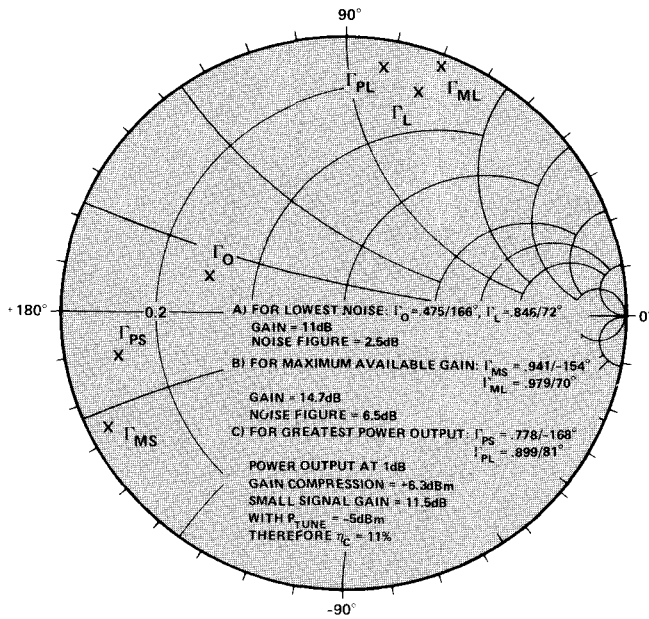 90°
Γ_PL
Γ_ML
Γ_L
Γ_O
+180°
0.2
0°
Γ_PS
Γ_MS
A) FOR LOWEST NOISE: Γ_O = .475/166°, Γ_L = .846/72°
GAIN = 11dB
NOISE FIGURE = 2.5dB
B) FOR MAXIMUM AVAILABLE GAIN: Γ_MS = .941/-154°
Γ_ML = .979/70°
GAIN = 14.7dB
NOISE FIGURE = 6.5dB
C) FOR GREATEST POWER OUTPUT: Γ_PS = .778/-168°
Γ_PL = .899/81°
POWER OUTPUT AT 1dB
GAIN COMPRESSION = +6.3dBm
SMALL SIGNAL GAIN = 11.5dB
WITH P_TUNE = -5dBm
THEREFORE η_C = 11%
-90°